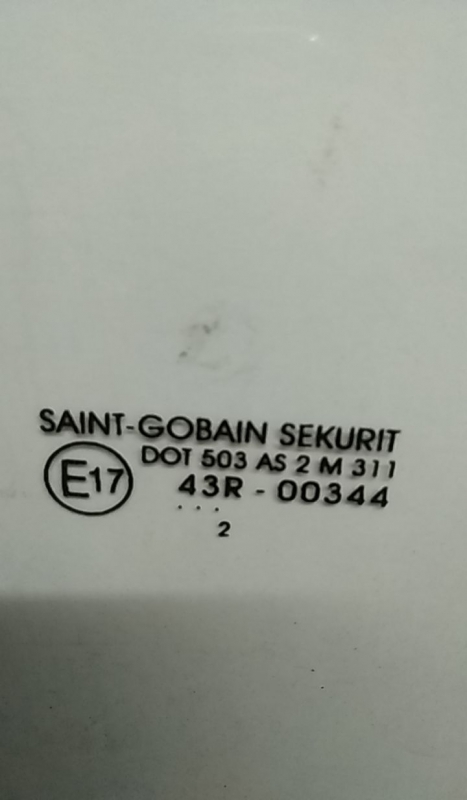 SAINT-GOBAIN SEKURIT
DOT 503 AS 2 M 311
E17 43R - 00344
. . .
2